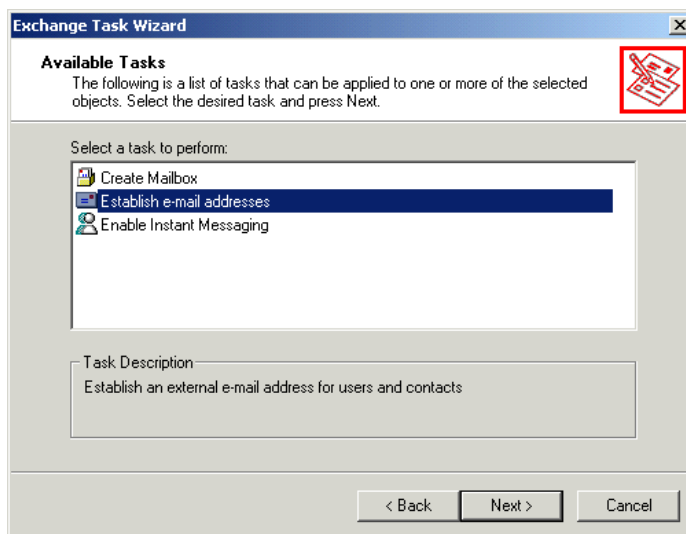 Exchange Task Wizard
Available Tasks
The following is a list of tasks that can be applied to one or more of the selected
objects. Select the desired task and press Next.
Select a task to perform:
Create Mailbox
Establish e-mail addresses
Enable Instant Messaging
Task Description
Establish an external e-mail address for users and contacts
< Back Next > Cancel